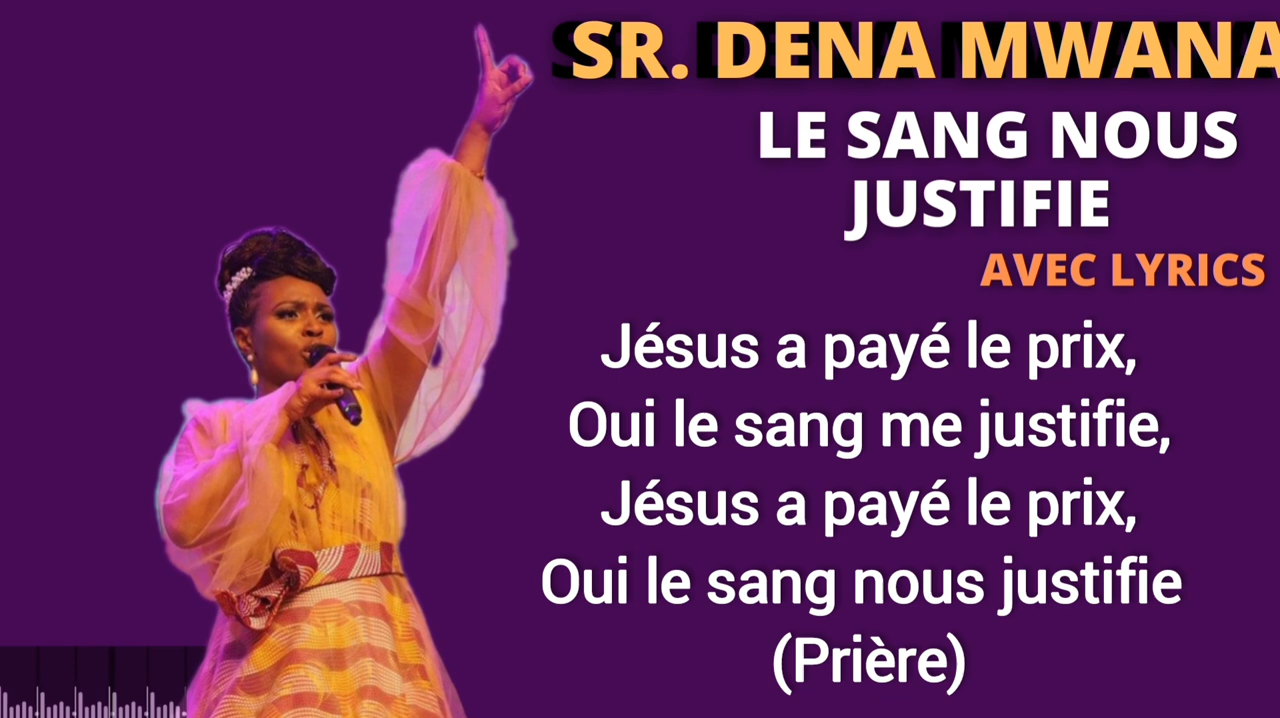 SR. DENA MWANA
LE SANG NOUS
JUSTIFIE
AVEC LYRICS
Jésus a payé le prix,
Oui le sang me justifie,
Jésus a payé le prix,
Oui le sang nous justifie
(Prière)